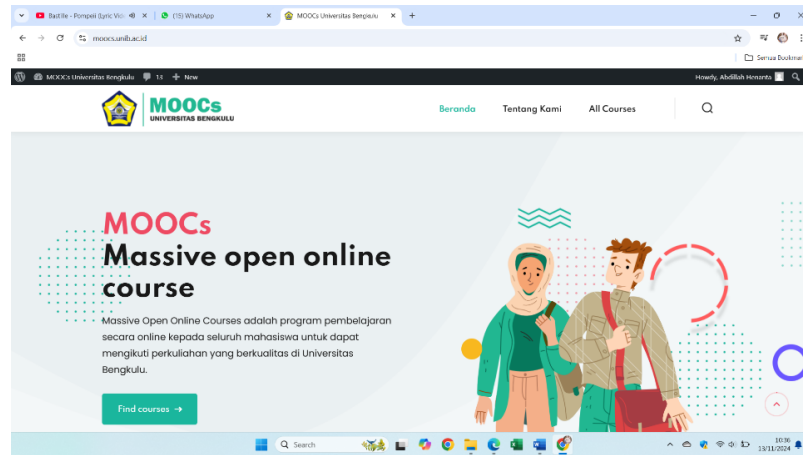 Bastille - Pompeii (Lyric Vid
(15) WhatsApp
MOOCs Universitas Bengkulu
moocs.unib.ac.id
Semua Bookmark
MOOCs Universitas Bengkulu 13 + New
Howdy, Abdillah Henanta
MOOCs
UNIVERSITAS BENGKULU
Beranda Tentang Kami All Courses
MOOCs
Massive open online
course
Massive Open Online Courses adalah program pembelajaran
secara online kepada seluruh mahasiswa untuk dapat
mengikuti perkuliahan yang berkualitas di Universitas
Bengkulu.
Find courses →
Search
10:36
13/11/2024